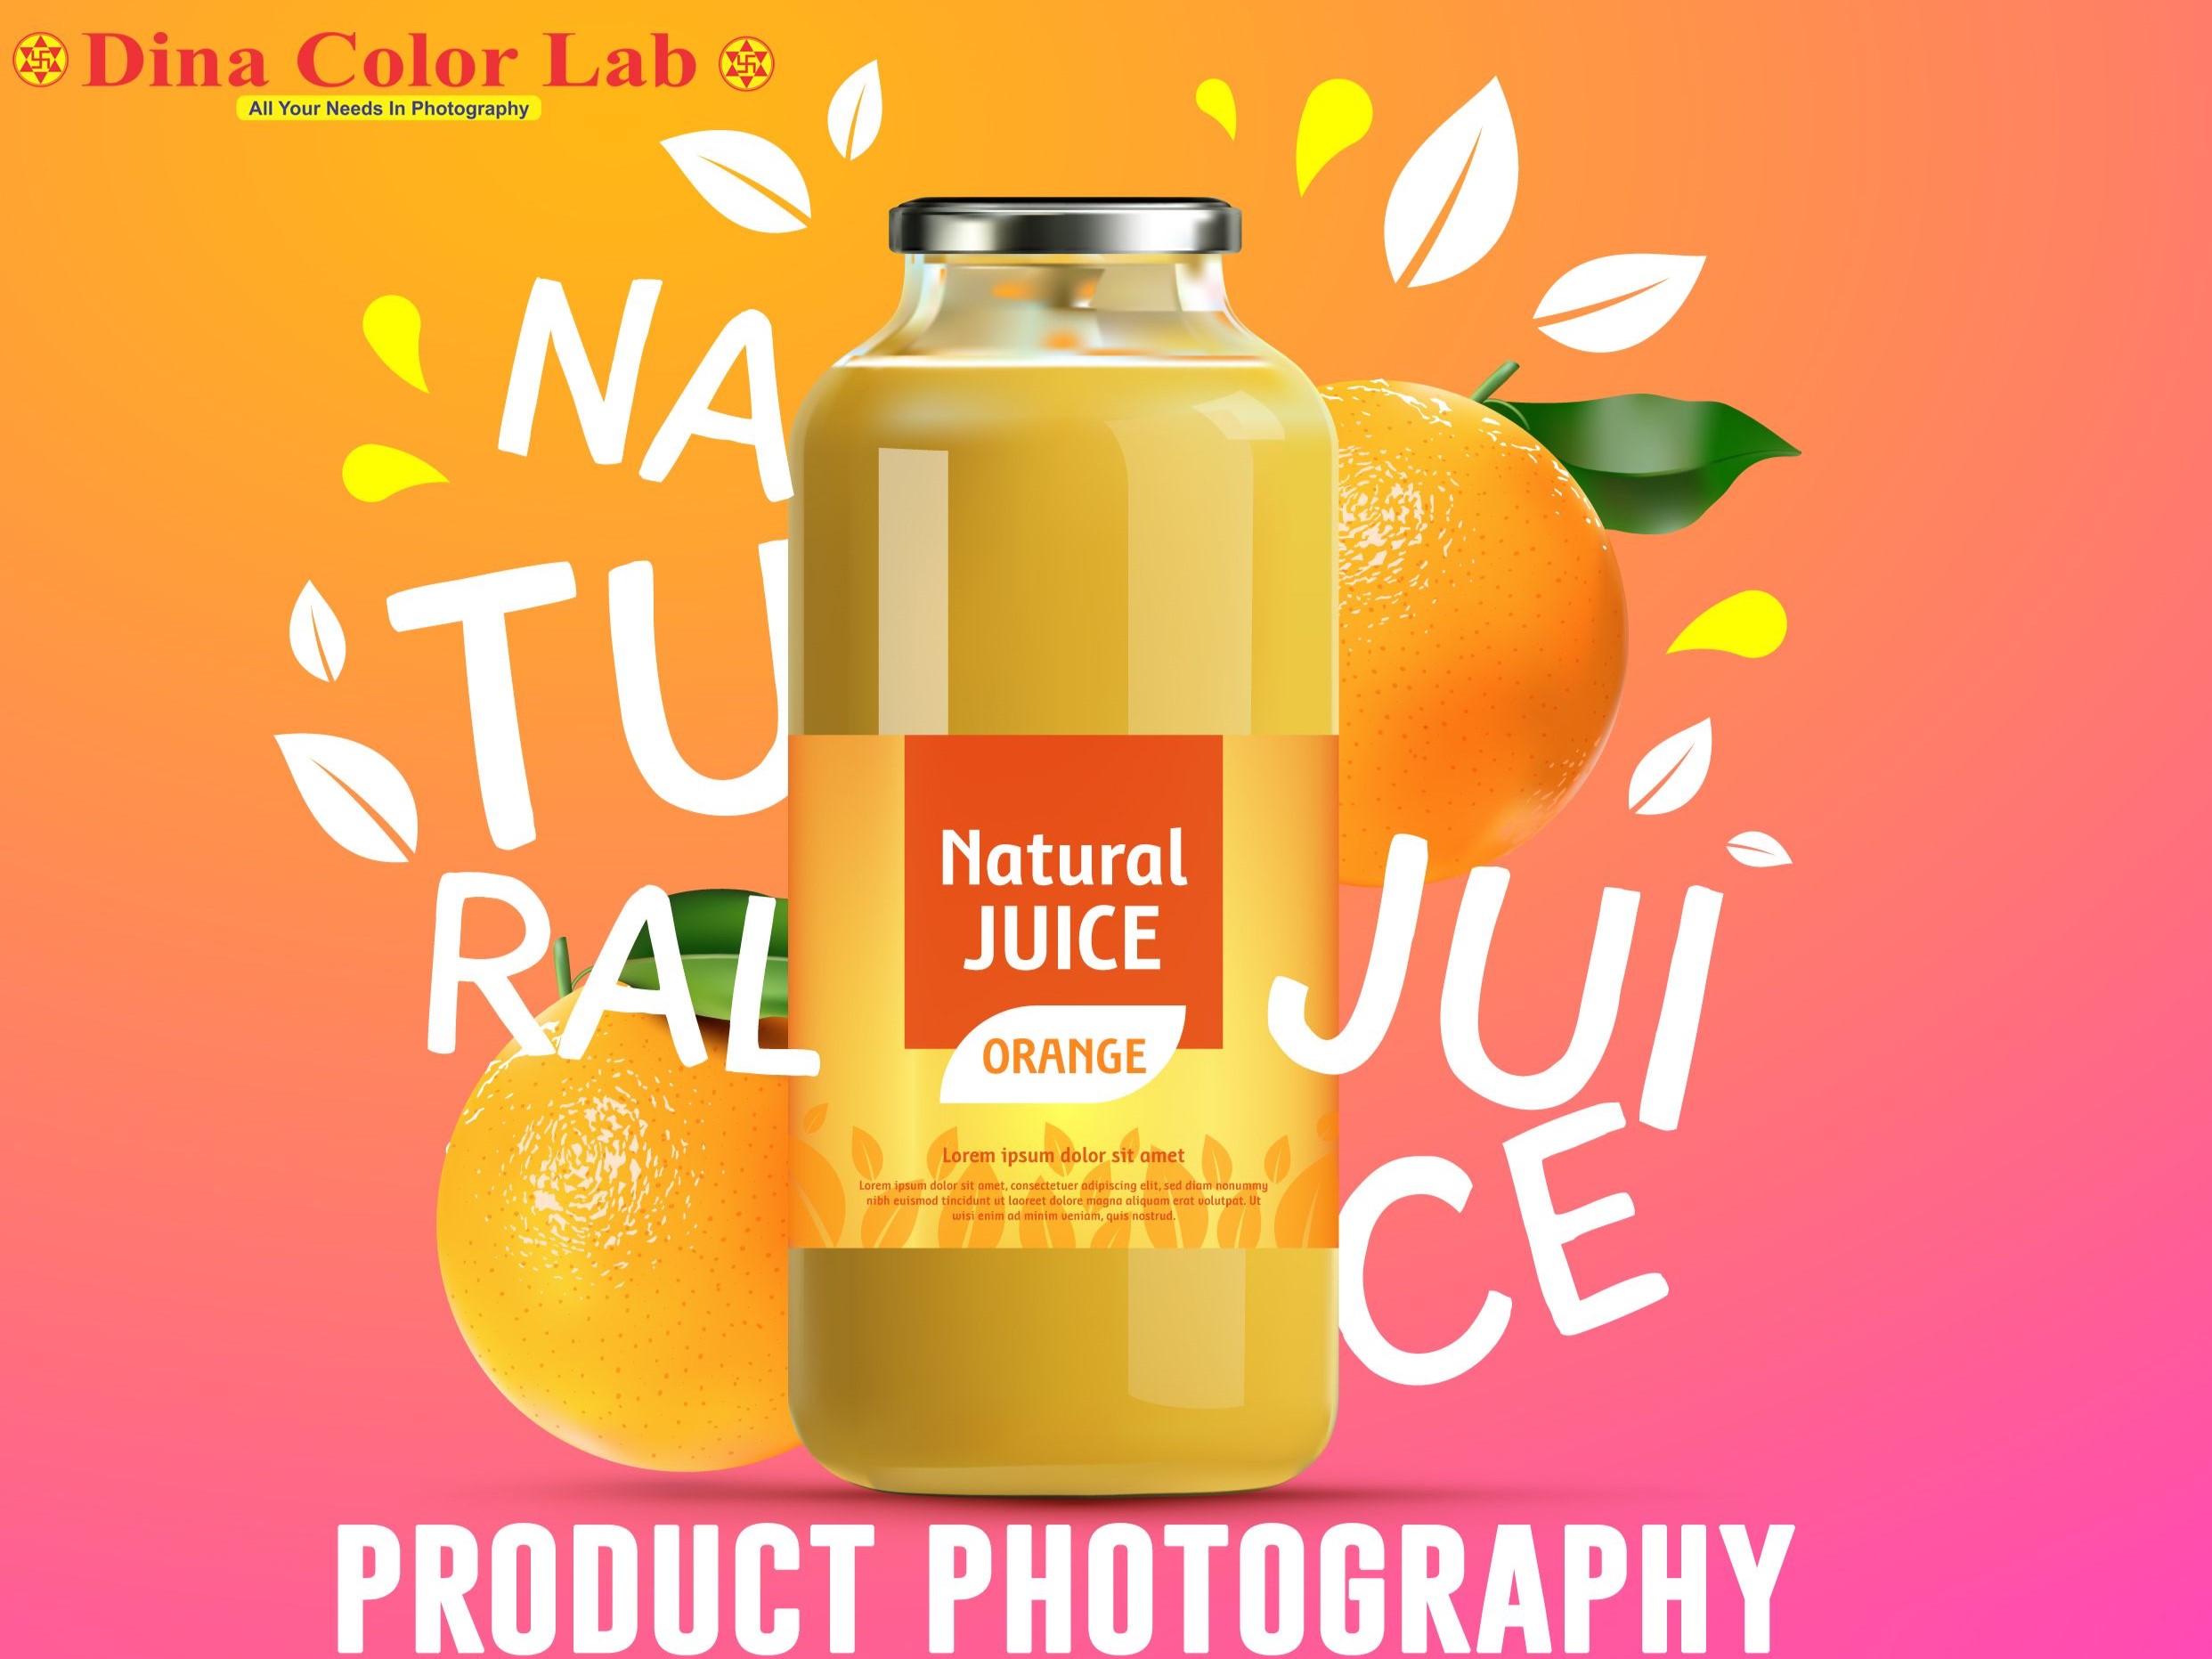 Dina Color Lab
All Your Needs In Photography
NA
TU
RAL
JUI
CE
Natural
JUICE
ORANGE
Lorem ipsum dolor sit amet
Lorem ipsum dolor sit amet, consectetuer adipiscing elit, sed diam nonummy
nibh euismod tincidunt ut laoreet dolore magna aliquam erat volutpat. Ut
wisi enim ad minim veniam, quis nostrud.
PRODUCT PHOTOGRAPHY